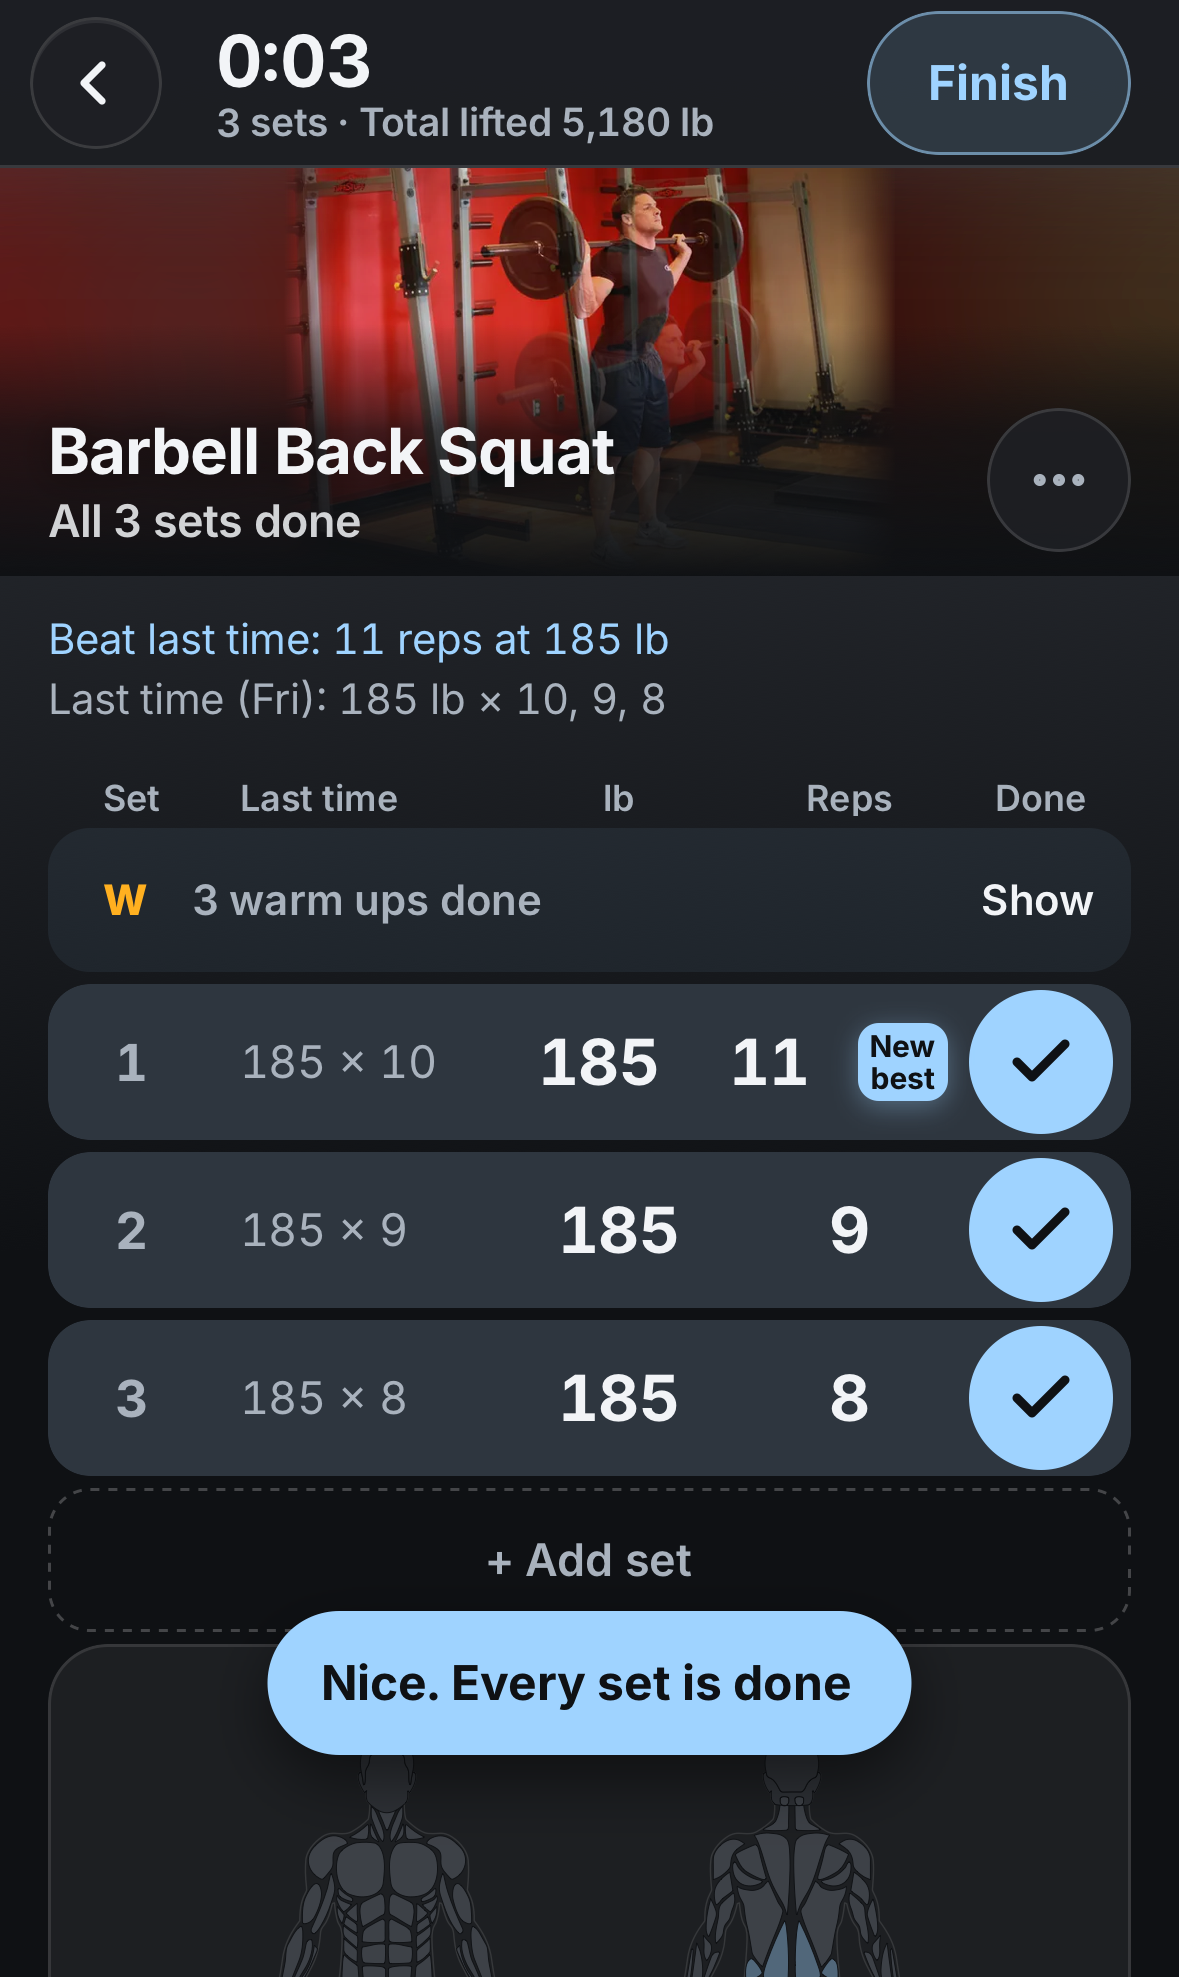 0:03
3 sets · Total lifted 5,180 lb
Finish
Barbell Back Squat
All 3 sets done
Beat last time: 11 reps at 185 lb
Last time (Fri): 185 lb × 10, 9, 8
Set Last time lb Reps Done
W 3 warm ups done Show
1 185 × 10 185 11 New best
2 185 × 9 185 9
3 185 × 8 185 8
+ Add set
Nice. Every set is done